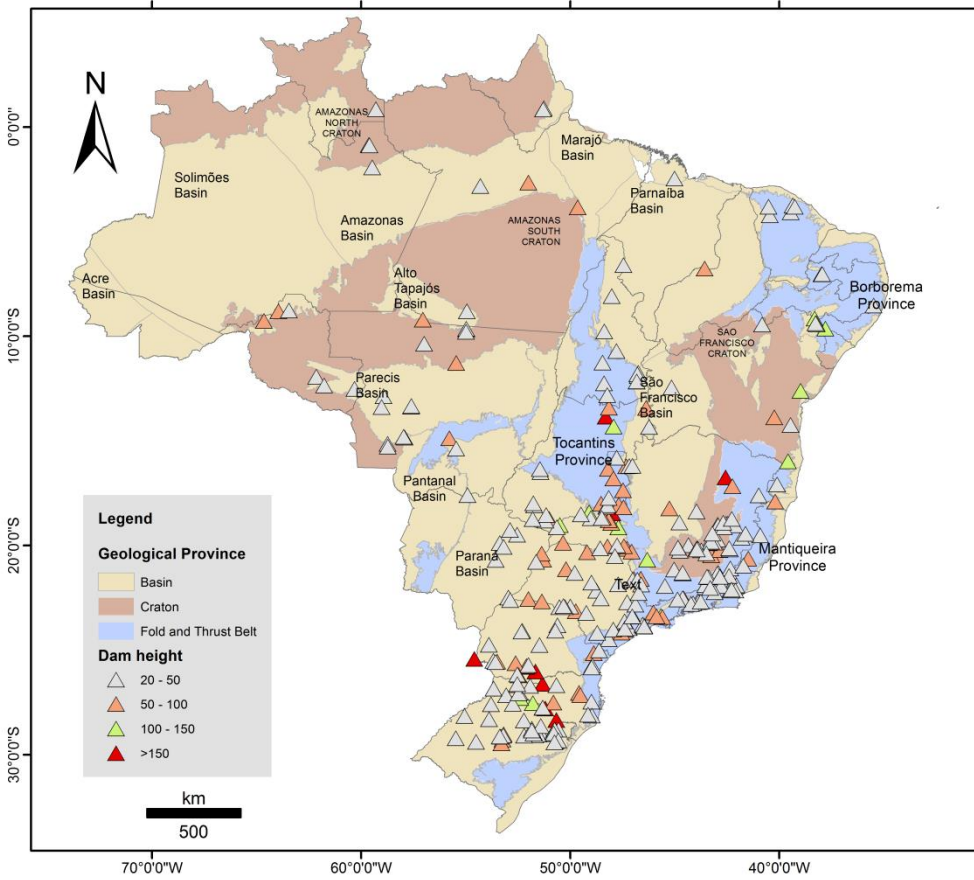 N
AMAZONAS
NORTH
CRATON
Marajó
Basin
Solimões
Basin
Parnaíba
Basin
Amazonas
Basin
AMAZONAS
SOUTH
CRATON
Acre
Basin
Alto
Tapajós
Basin
Borborema
Province
SAO
FRANCISCO
CRATON
Parecis
Basin
São
Francisco
Basin
Tocantins
Province
Pantanal
Basin
Paraná
Basin
Mantiqueira
Province
Text
Legend
Geological Province
Basin
Craton
Fold and Thrust Belt
Dam height
20 - 50
50 - 100
100 - 150
>150
km
500
0°0'0"
10°0'0"S
20°0'0"S
30°0'0"S
70°0'0"W
60°0'0"W
50°0'0"W
40°0'0"W